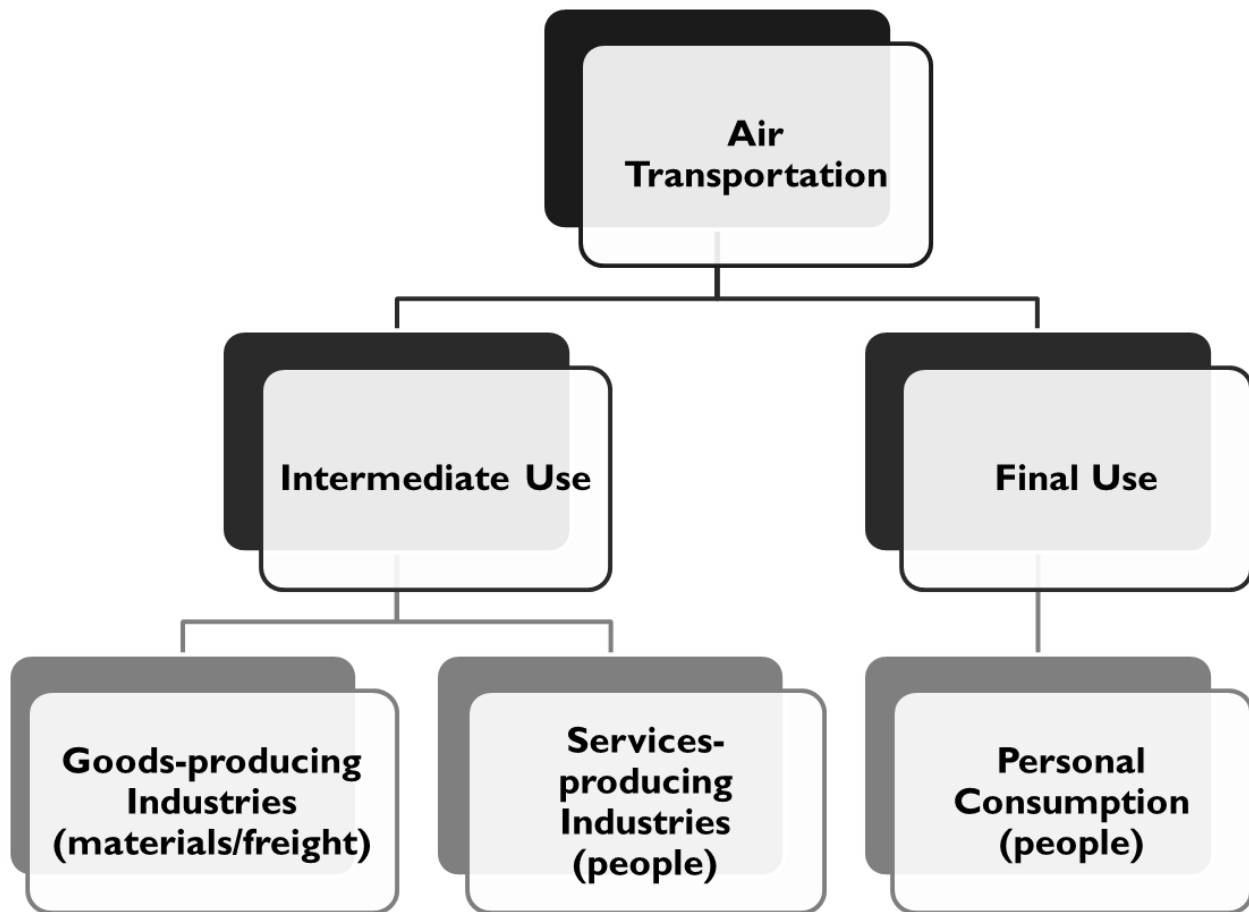 Air
Transportation
Intermediate Use
Final Use
Goods-producing
Industries
(materials/freight)
Services-
producing
Industries
(people)
Personal
Consumption
(people)